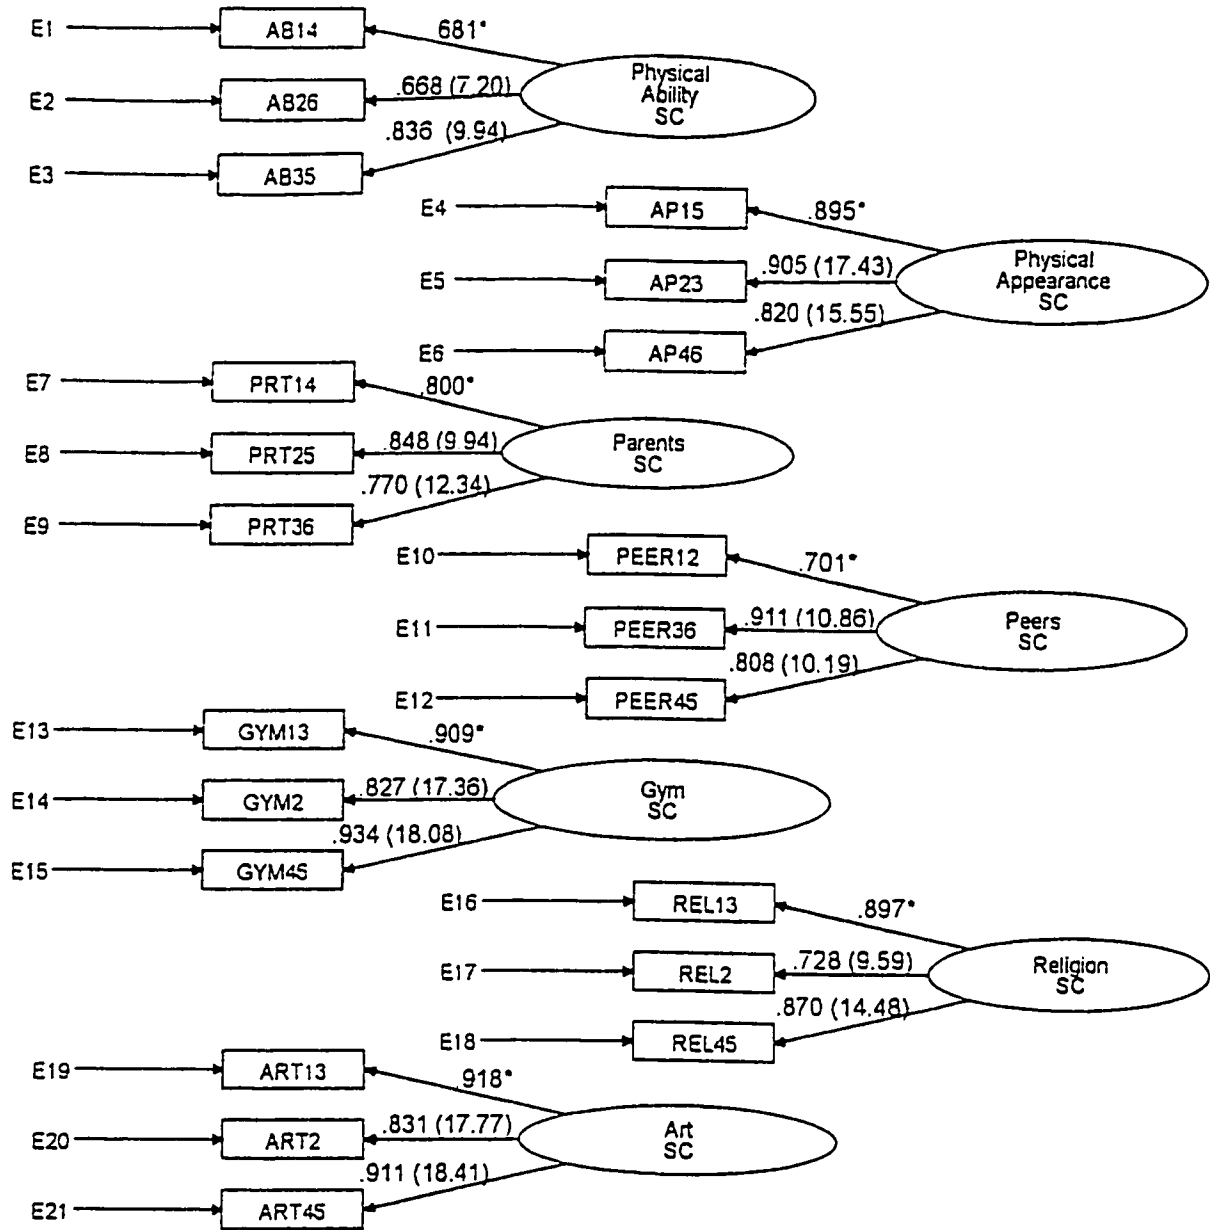 E1 AB14 681*
E2 AB26 .668 (7.20)
E3 AB35 .836 (9.94)
Physical
Ability
SC
E4 AP15 .895*
E5 AP23 .905 (17.43)
E6 AP46 .820 (15.55)
Physical
Appearance
SC
E7 PRT14 .800*
E8 PRT25 .848 (9.94)
E9 PRT36 .770 (12.34)
Parents
SC
E10 PEER12 .701*
E11 PEER36 .911 (10.86)
E12 PEER45 .808 (10.19)
Peers
SC
E13 GYM13 .909*
E14 GYM2 .827 (17.36)
E15 GYM45 .934 (18.08)
Gym
SC
E16 REL13 .897*
E17 REL2 .728 (9.59)
E18 REL45 .870 (14.48)
Religion
SC
E19 ART13 .918*
E20 ART2 .831 (17.77)
E21 ART45 .911 (18.41)
Art
SC